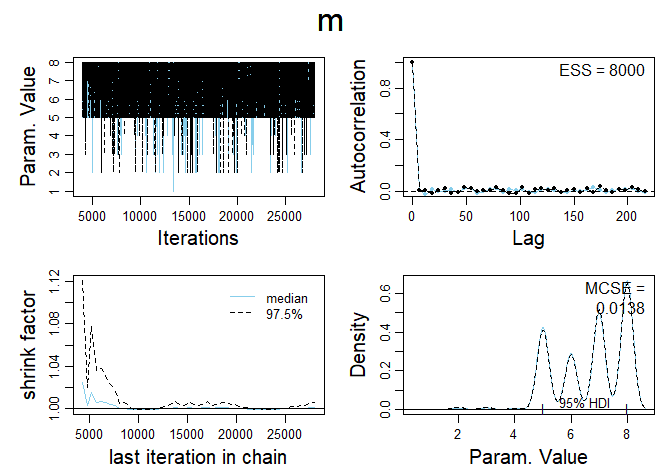 m
Param. Value
1 2 3 4 5 6 7 8
5000 10000 15000 20000 25000
Iterations
Autocorrelation
0.0 0.4 0.8
ESS = 8000
0 50 100 150 200
Lag
shrink factor
1.00 1.04 1.08 1.12
median
97.5%
5000 10000 15000 20000 25000
last iteration in chain
Density
0.0 0.2 0.4 0.6
MCSE =
0.0138
95% HDI
2 4 6 8
Param. Value